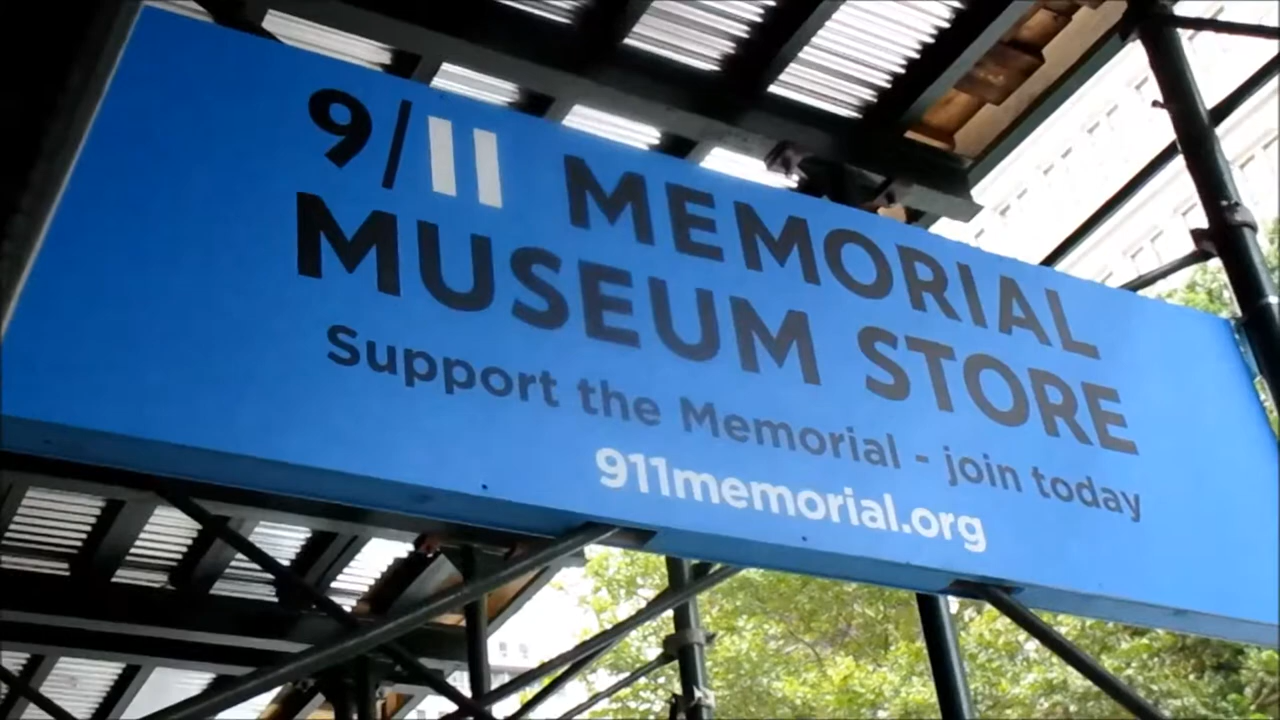 9/11 MEMORIAL
MUSEUM STORE
Support the Memorial - join today
911memorial.org